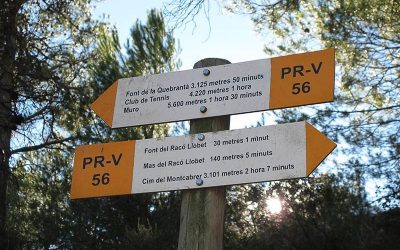 Font de la Quebrantà 3.125 metres 50 minuts
Club de Tennis 4.220 metres 1 hora
Muro 5.600 metres 1 hora 30 minuts
PR-V
56
PR-V
56
Font del Racó Llobet 30 metres 1 minut
Mas del Racó Llobet 140 metres 5 minuts
Cim del Montcabrer 3.101 metres 2 hores 7 minuts